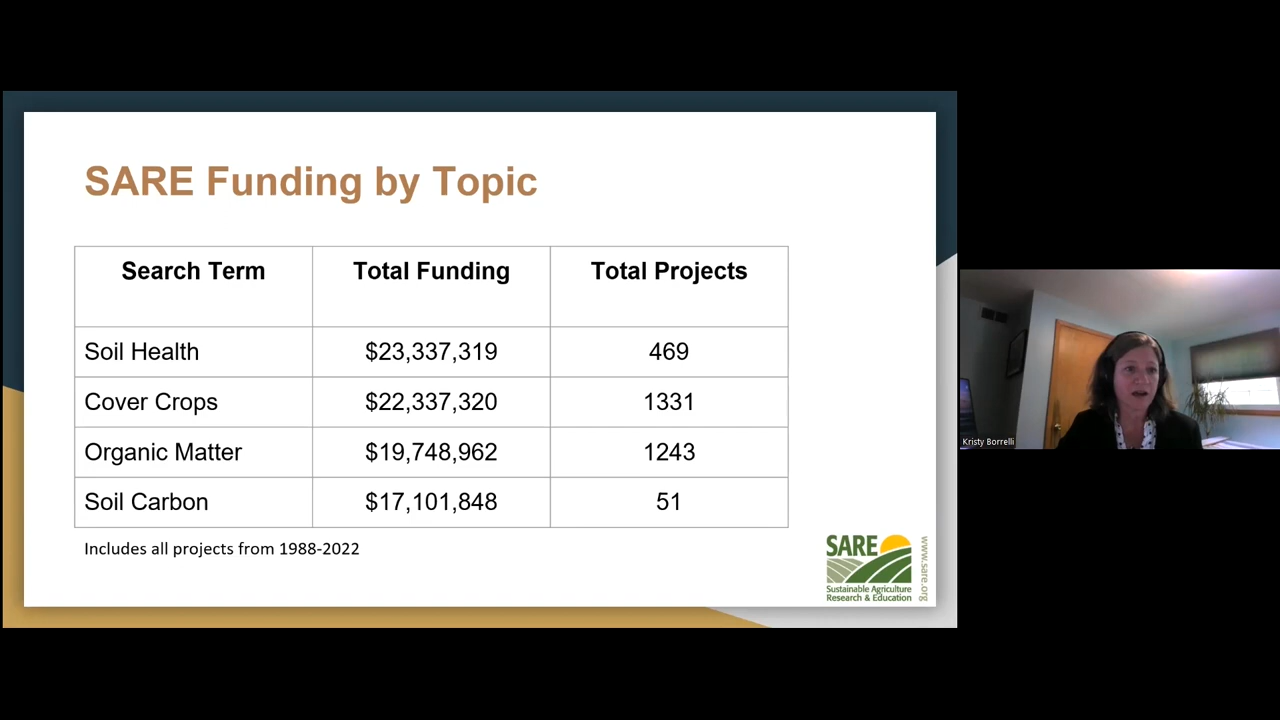 SARE Funding by Topic
Search Term Total Funding Total Projects
Soil Health $23,337,319 469
Cover Crops $22,337,320 1331
Organic Matter $19,748,962 1243
Soil Carbon $17,101,848 51
Includes all projects from 1988-2022
SARE
Sustainable Agriculture
Research & Education
www.sare.org
Kristy Borrelli